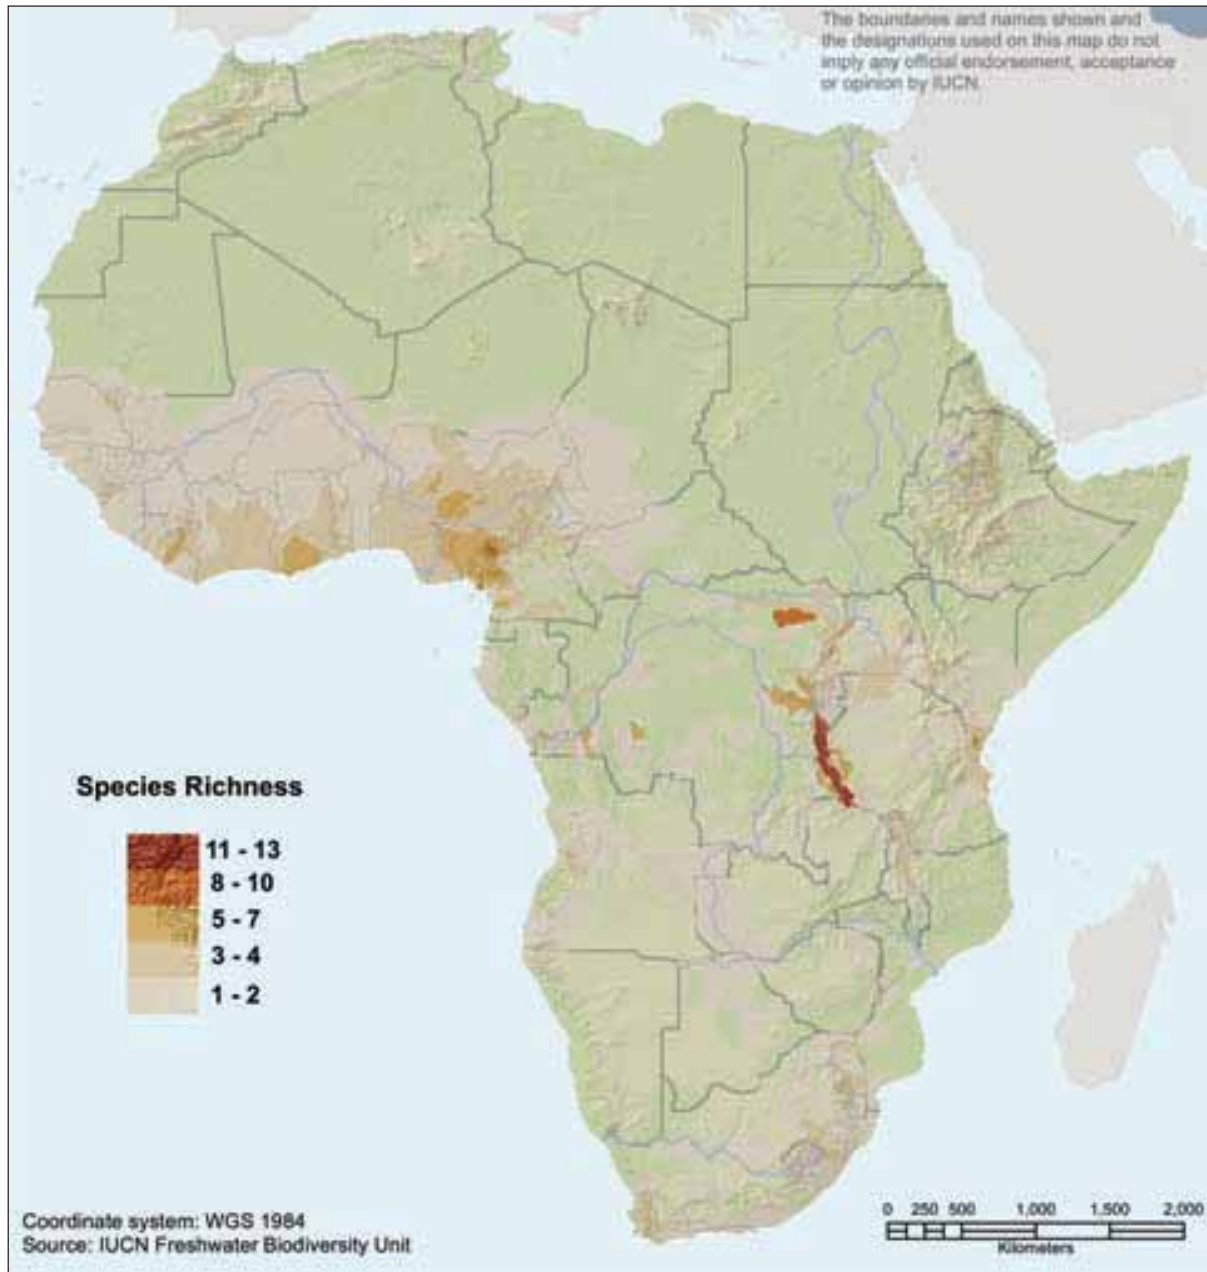 The boundaries and names shown and
the designations used on this map do not
imply any official endorsement, acceptance
or opinion by IUCN.
Species Richness
11 - 13
8 - 10
5 - 7
3 - 4
1 - 2
Coordinate system: WGS 1984
Source: IUCN Freshwater Biodiversity Unit
0 250 500 1,000 1,500 2,000
Kilometers